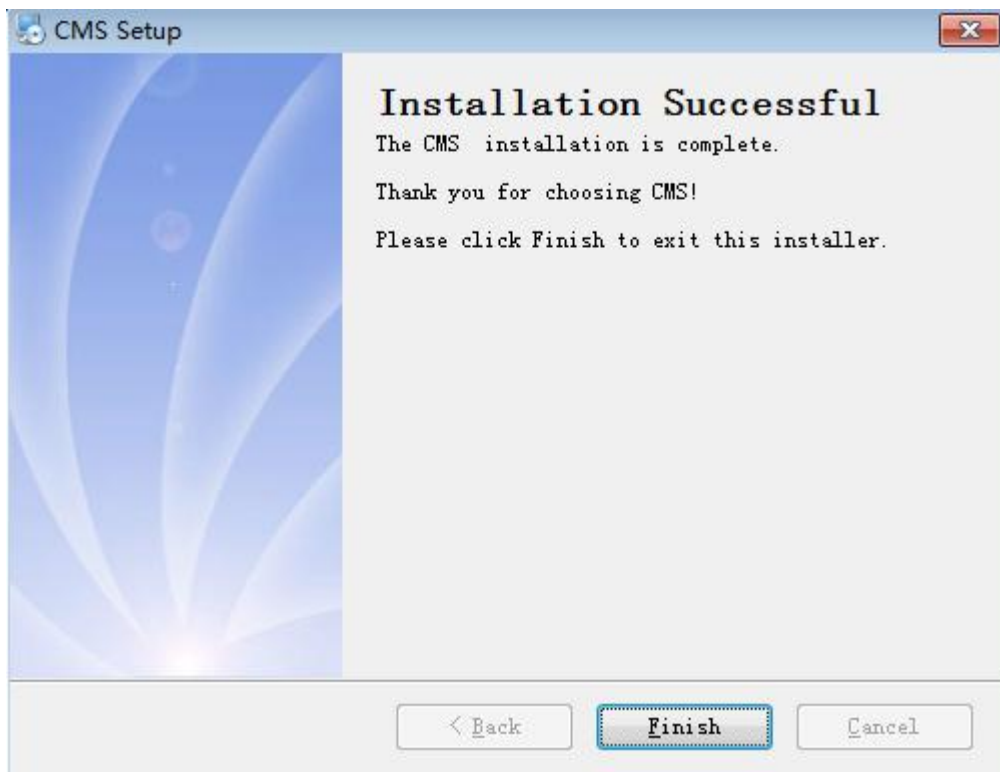 CMS Setup
Installation Successful
The CMS  installation is complete.
Thank you for choosing CMS!
Please click Finish to exit this installer.
< Back
Finish
Cancel